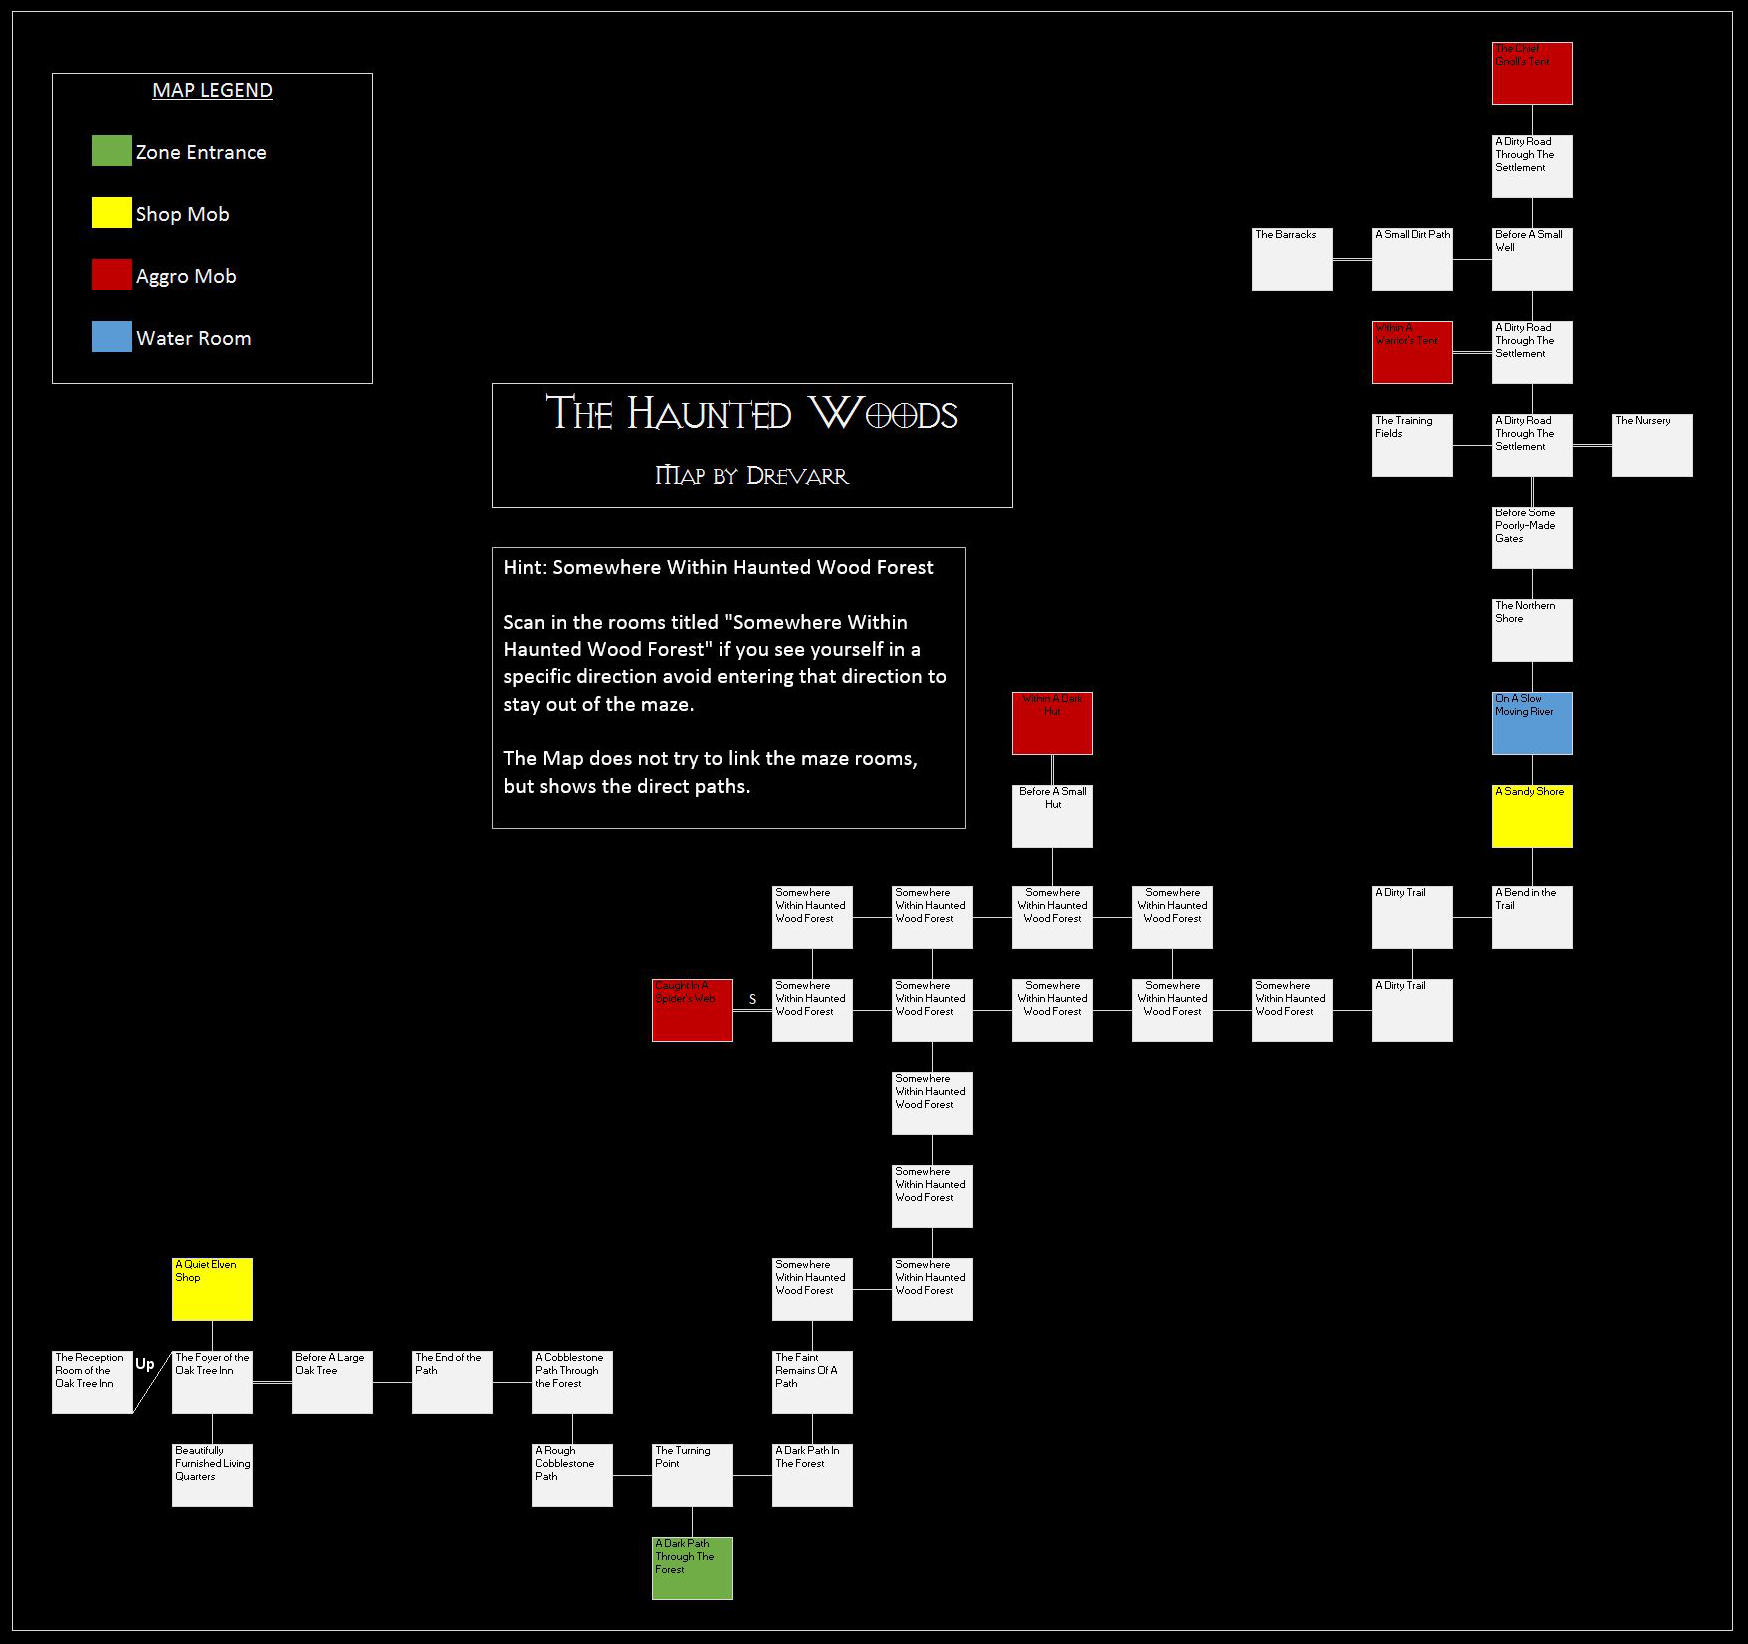 The Chief
Gnoll's Tent
MAP LEGEND
Zone Entrance
Shop Mob
Aggro Mob
Water Room
A Dirty Road
Through The
Settlement
The Barracks
A Small Dirt Path
Before A Small
Well
Within A
Warrior's Tent
A Dirty Road
Through The
Settlement
The Haunted Woods
Map by Drevarr
The Training
Fields
A Dirty Road
Through The
Settlement
The Nursery
Before Some
Poorly-Made
Gates
Hint: Somewhere Within Haunted Wood Forest
Scan in the rooms titled "Somewhere Within
Haunted Wood Forest" if you see yourself in a
specific direction avoid entering that direction to
stay out of the maze.
The Map does not try to link the maze rooms,
but shows the direct paths.
The Northern
Shore
Within A Dark
Hut
On A Slow
Moving River
Before A Small
Hut
A Sandy Shore
Somewhere
Within Haunted
Wood Forest
Somewhere
Within Haunted
Wood Forest
Somewhere
Within Haunted
Wood Forest
Somewhere
Within Haunted
Wood Forest
A Dirty Trail
A Bend in the
Trail
Caught In A
Spider's Web
S
Somewhere
Within Haunted
Wood Forest
Somewhere
Within Haunted
Wood Forest
Somewhere
Within Haunted
Wood Forest
Somewhere
Within Haunted
Wood Forest
Somewhere
Within Haunted
Wood Forest
A Dirty Trail
Somewhere
Within Haunted
Wood Forest
Somewhere
Within Haunted
Wood Forest
A Quiet Elven
Shop
Somewhere
Within Haunted
Wood Forest
Somewhere
Within Haunted
Wood Forest
The Reception
Room of the
Oak Tree Inn
Up
The Foyer of the
Oak Tree Inn
Before A Large
Oak Tree
The End of the
Path
A Cobblestone
Path Through
the Forest
The Faint
Remains Of A
Path
Beautifully
Furnished Living
Quarters
A Rough
Cobblestone
Path
The Turning
Point
A Dark Path In
The Forest
A Dark Path
Through The
Forest